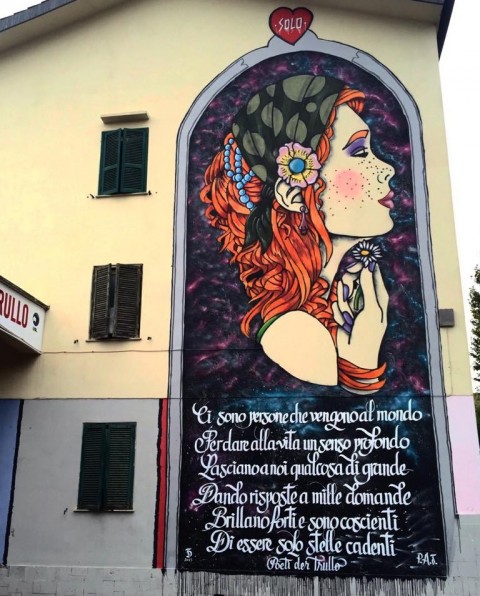 SOLO
RULLO
Ci sono persone che vengono al mondo
Per dare alla vita un senso profondo
Lasciano a noi qualcosa di grande
Dando risposte a mille domande
Brillano forti e sono coscienti
Di essere solo stelle cadenti
Poeti der Trullo
P.A.T.